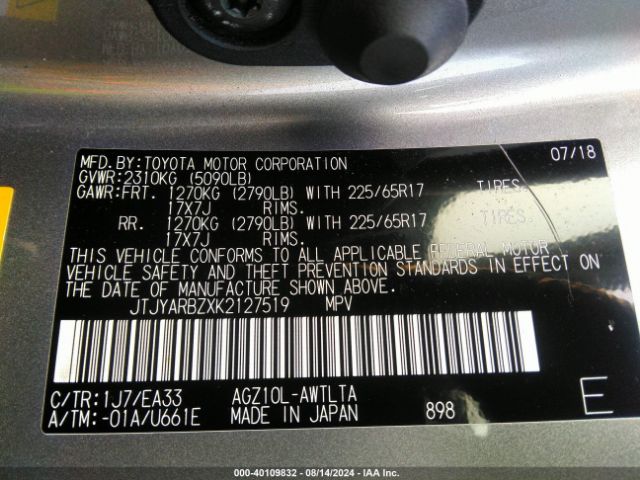 MFD.BY:TOYOTA MOTOR CORPORATION 07/18
GVWR:2310KG (5090LB)
GAWR:FRT. 1270KG (2790LB) WITH 225/65R17 TIRES.
17X7J RIMS.
RR. 1270KG (2790LB) WITH 225/65R17 TIRES.
17X7J RIMS.
THIS VEHICLE CONFORMS TO ALL APPLICABLE FEDERAL MOTOR
VEHICLE SAFETY AND THEFT PREVENTION STANDARDS IN EFFECT ON
THE DATE OF MANUFACTURE SHOWN ABOVE.
JTJYARBZXK2127519 MPV
C/TR:1J7/EA33 AGZ10L-AWTLTA
A/TM:-01A/U661E MADE IN JAPAN 898 E
000-40109832 - 08/14/2024 - IAA Inc.